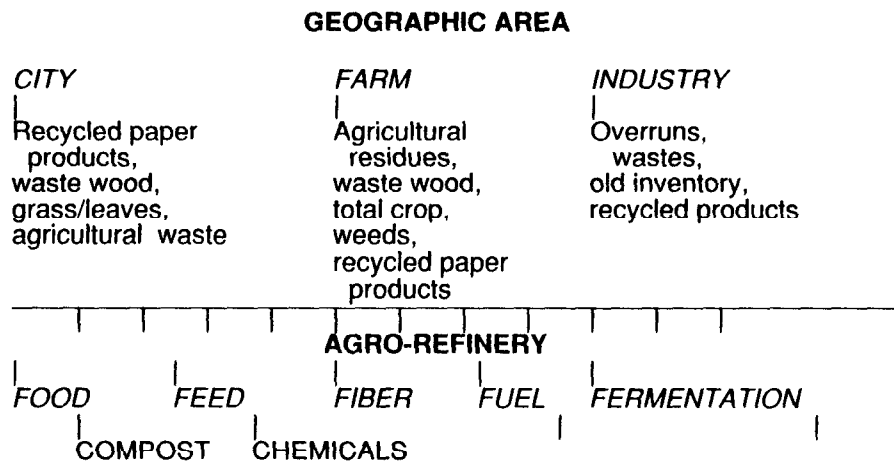 GEOGRAPHIC AREA
CITY
Recycled paper
products,
waste wood,
grass/leaves,
agricultural waste
FARM
Agricultural
residues,
waste wood,
total crop,
weeds,
recycled paper
products
INDUSTRY
Overruns,
wastes,
old inventory,
recycled products
AGRO-REFINERY
FOOD FEED FIBER FUEL FERMENTATION
COMPOST CHEMICALS